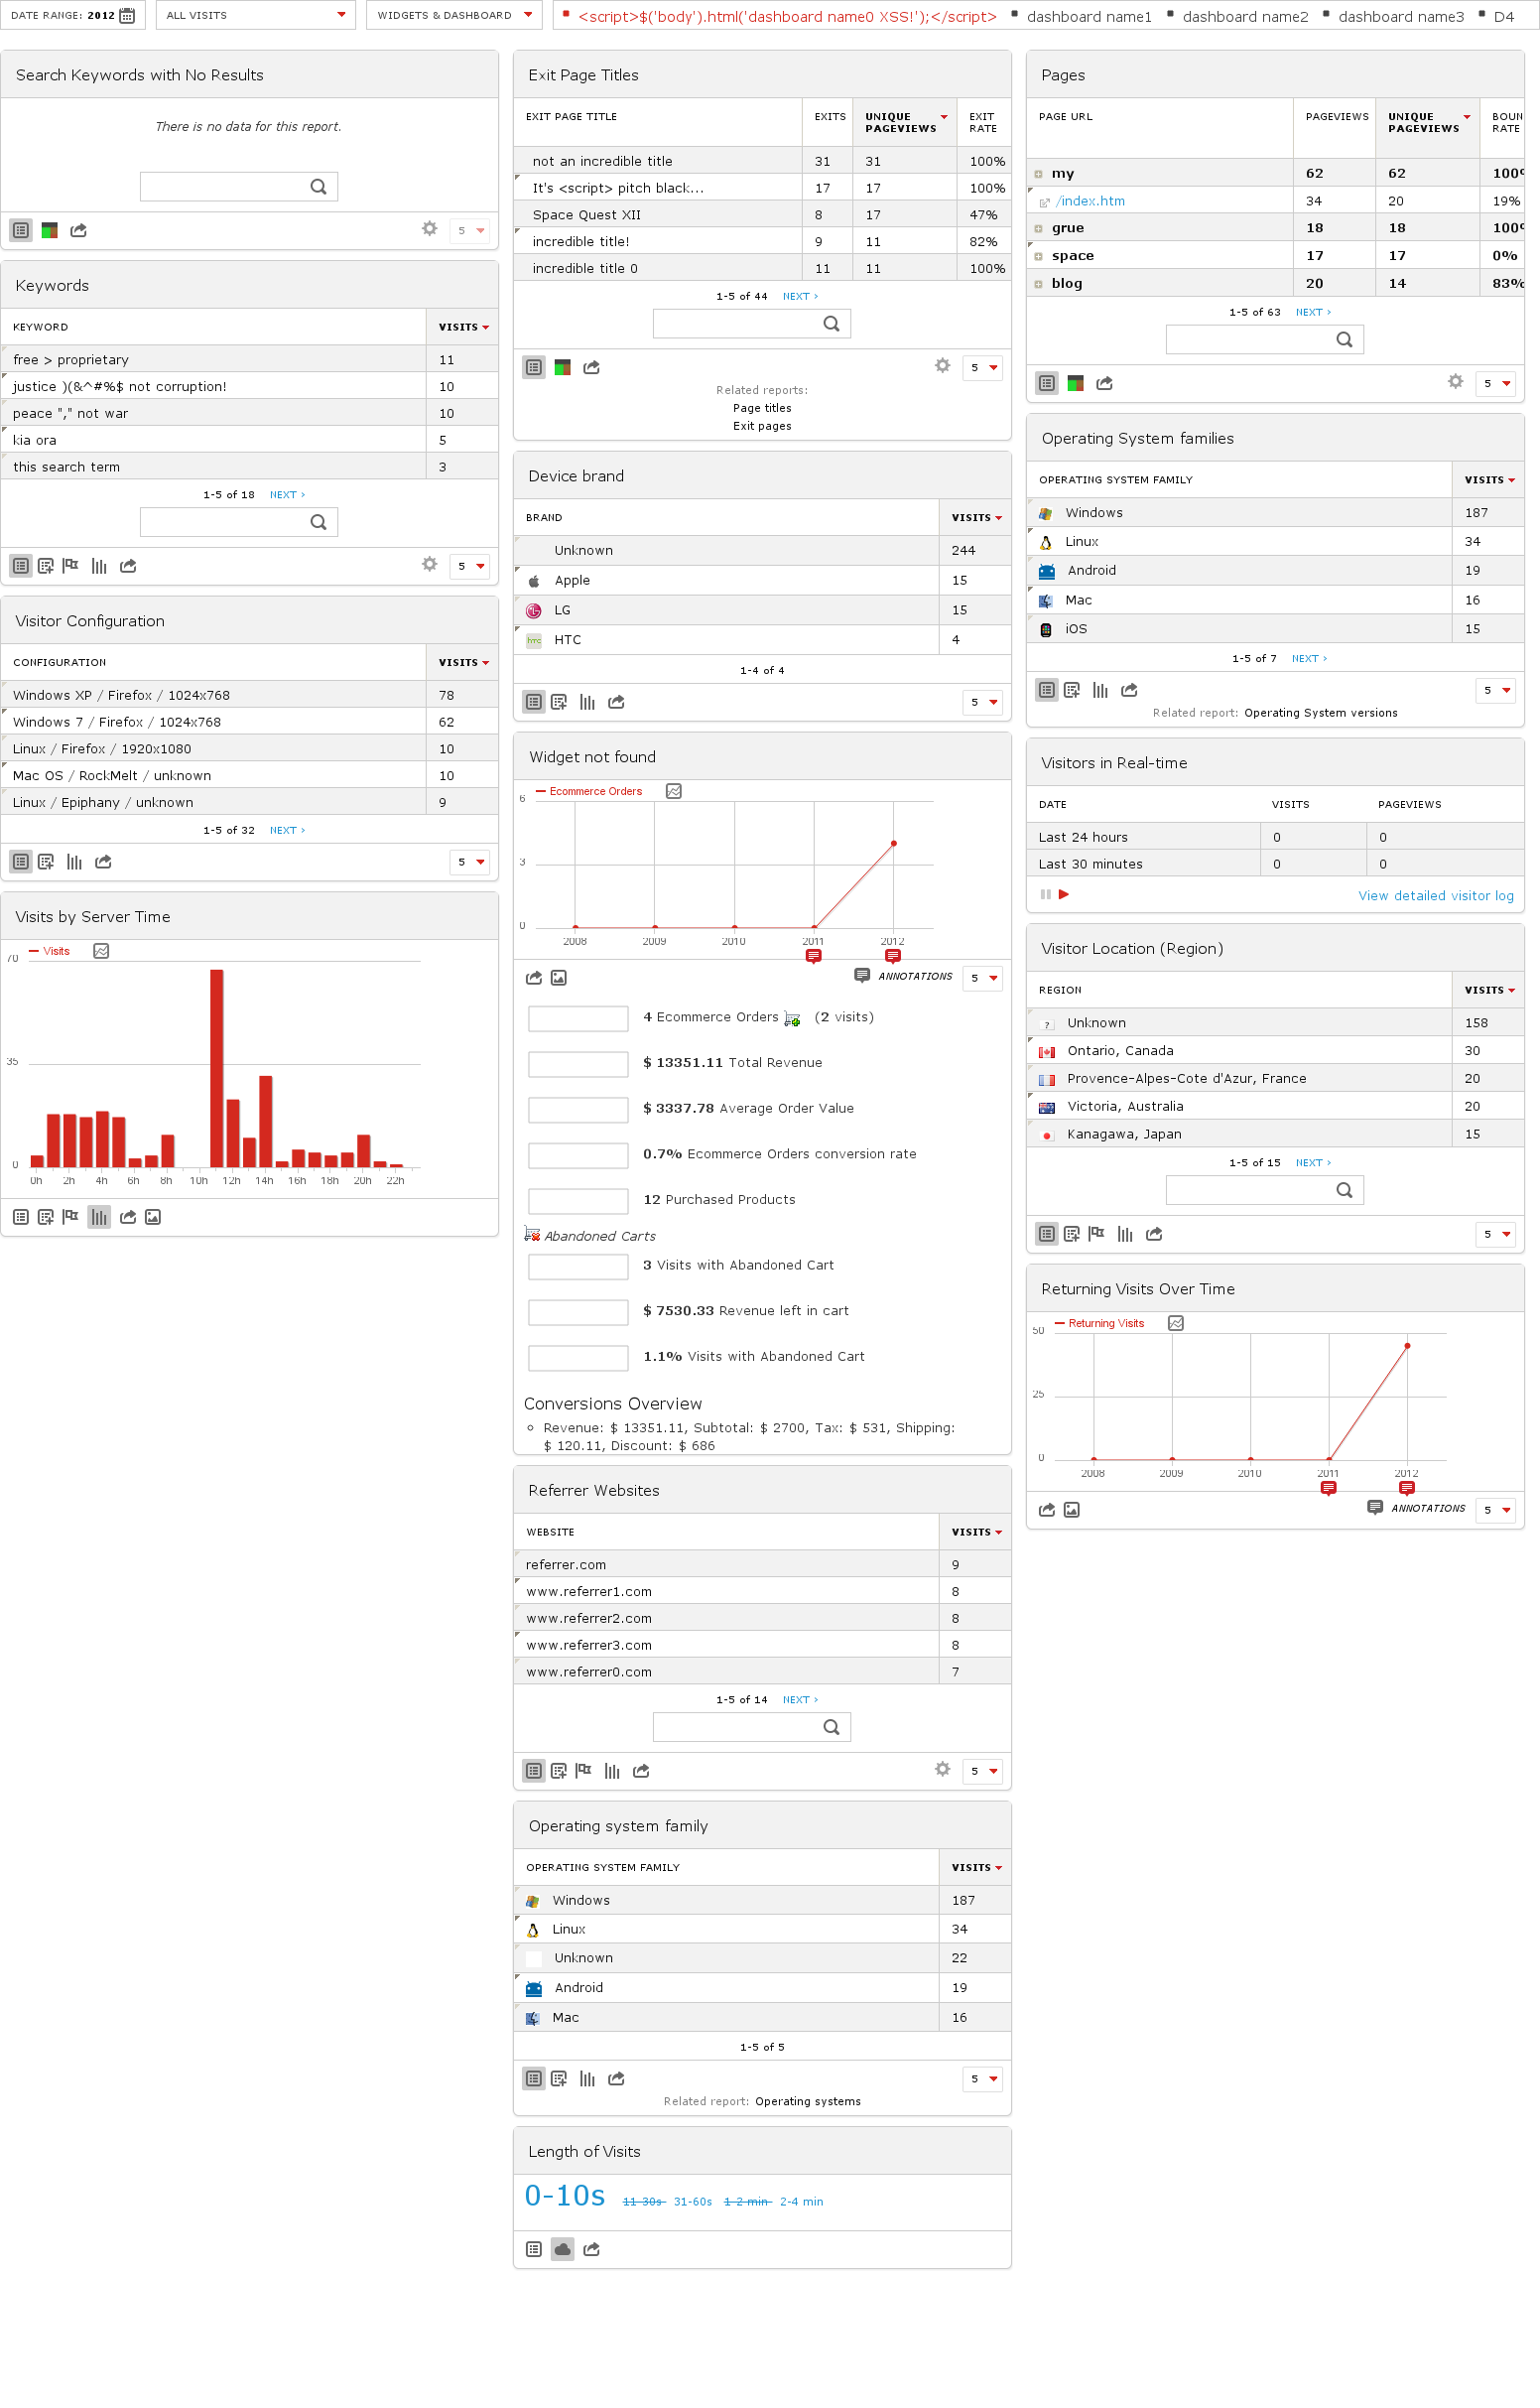 DATE RANGE: 2012
ALL VISITS
WIDGETS & DASHBOARD
<script>$('body').html('dashboard name0 XSS!');</script> dashboard name1 dashboard name2 dashboard name3 D4
Search Keywords with No Results
There is no data for this report.
5
Keywords
KEYWORD VISITS
free > proprietary 11
justice )(&^#%$ not corruption! 10
peace "," not war 10
kia ora 5
this search term 3
1-5 of 18 NEXT ›
5
Visitor Configuration
CONFIGURATION VISITS
Windows XP / Firefox / 1024x768 78
Windows 7 / Firefox / 1024x768 62
Linux / Firefox / 1920x1080 10
Mac OS / RockMelt / unknown 10
Linux / Epiphany / unknown 9
1-5 of 32 NEXT ›
5
Visits by Server Time
Visits
70
35
0
0h 2h 4h 6h 8h 10h 12h 14h 16h 18h 20h 22h
Exit Page Titles
EXIT PAGE TITLE EXITS UNIQUE PAGEVIEWS EXIT RATE
not an incredible title 31 31 100%
It's <script> pitch black... 17 17 100%
Space Quest XII 8 17 47%
incredible title! 9 11 82%
incredible title 0 11 11 100%
1-5 of 44 NEXT ›
5
Related reports:
Page titles
Exit pages
Device brand
BRAND VISITS
Unknown 244
Apple 15
LG 15
hTC HTC 4
1-4 of 4
5
Widget not found
Ecommerce Orders
6
3
0
2008 2009 2010 2011 2012
ANNOTATIONS 5
4 Ecommerce Orders (2 visits)
$ 13351.11 Total Revenue
$ 3337.78 Average Order Value
0.7% Ecommerce Orders conversion rate
12 Purchased Products
Abandoned Carts
3 Visits with Abandoned Cart
$ 7530.33 Revenue left in cart
1.1% Visits with Abandoned Cart
Conversions Overview
Revenue: $ 13351.11, Subtotal: $ 2700, Tax: $ 531, Shipping:
$ 120.11, Discount: $ 686
Referrer Websites
WEBSITE VISITS
referrer.com 9
www.referrer1.com 8
www.referrer2.com 8
www.referrer3.com 8
www.referrer0.com 7
1-5 of 14 NEXT ›
5
Operating system family
OPERATING SYSTEM FAMILY VISITS
Windows 187
Linux 34
Unknown 22
Android 19
Mac 16
1-5 of 5
5
Related report: Operating systems
Length of Visits
0-10s 11-30s 31-60s 1-2 min 2-4 min
Pages
PAGE URL PAGEVIEWS UNIQUE PAGEVIEWS BOUN RATE
my 62 62 100%
/index.htm 34 20 19%
grue 18 18 100%
space 17 17 0%
blog 20 14 83%
1-5 of 63 NEXT ›
5
Operating System families
OPERATING SYSTEM FAMILY VISITS
Windows 187
Linux 34
Android 19
Mac 16
iOS 15
1-5 of 7 NEXT ›
5
Related report: Operating System versions
Visitors in Real-time
DATE VISITS PAGEVIEWS
Last 24 hours 0 0
Last 30 minutes 0 0
View detailed visitor log
Visitor Location (Region)
REGION VISITS
? Unknown 158
Ontario, Canada 30
Provence-Alpes-Cote d'Azur, France 20
Victoria, Australia 20
Kanagawa, Japan 15
1-5 of 15 NEXT ›
5
Returning Visits Over Time
Returning Visits
50
25
0
2008 2009 2010 2011 2012
ANNOTATIONS 5